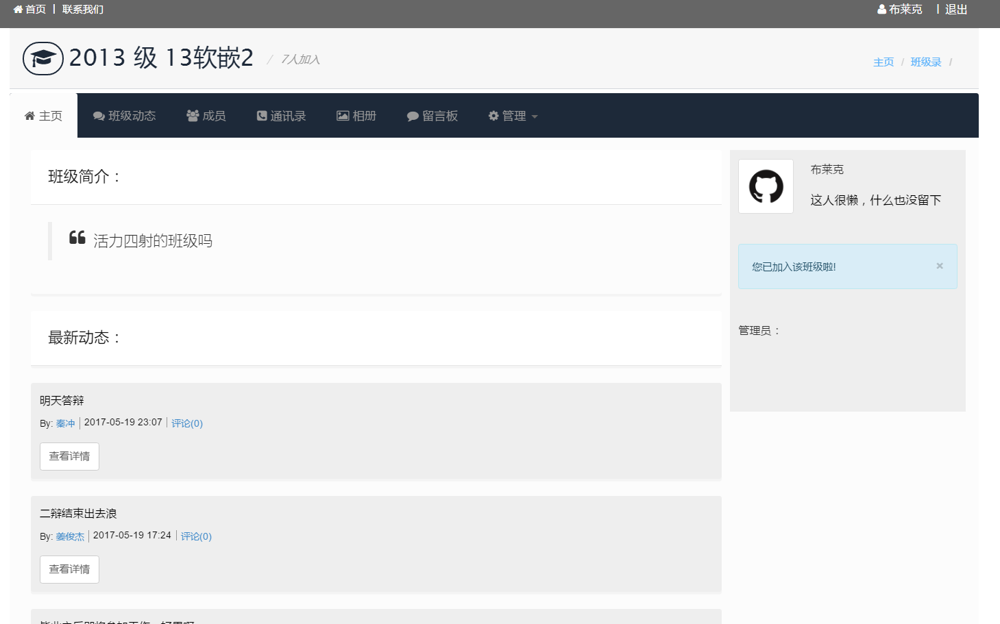 首页 | 联系我们
布莱克 | 退出
2013 级 13软嵌2 / 7人加入
主页 / 班级录 /
主页 班级动态 成员 通讯录 相册 留言板 管理
班级简介：
活力四射的班级吗
布莱克
这人很懒，什么也没留下
您已加入该班级啦! ×
管理员：
最新动态：
明天答辩
By: 秦冲 | 2017-05-19 23:07 | 评论(0)
查看详情
二辩结束出去浪
By: 姜俊杰 | 2017-05-19 17:24 | 评论(0)
查看详情